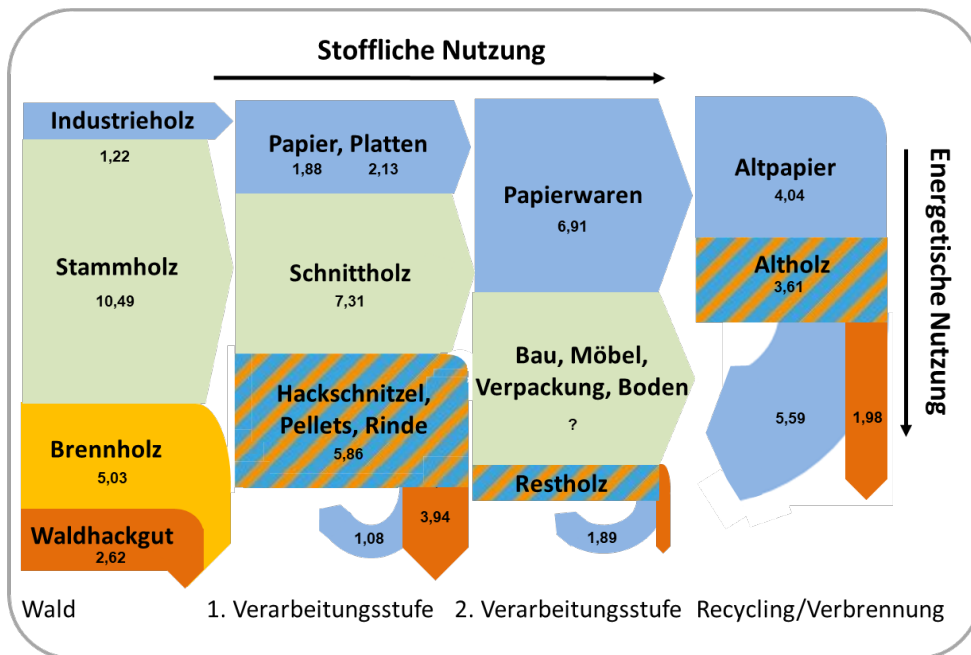 Stoffliche Nutzung
Industrieholz
1,22
Stammholz
10,49
Brennholz
5,03
Waldhackgut
2,62
Papier, Platten
1,88 2,13
Schnittholz
7,31
Hackschnitzel,
Pellets, Rinde
5,86
1,08
3,94
Papierwaren
6,91
Bau, Möbel,
Verpackung, Boden
?
Restholz
1,89
Altpapier
4,04
Altholz
3,61
5,59
1,98
Energetische Nutzung
Wald
1. Verarbeitungsstufe
2. Verarbeitungsstufe
Recycling/Verbrennung